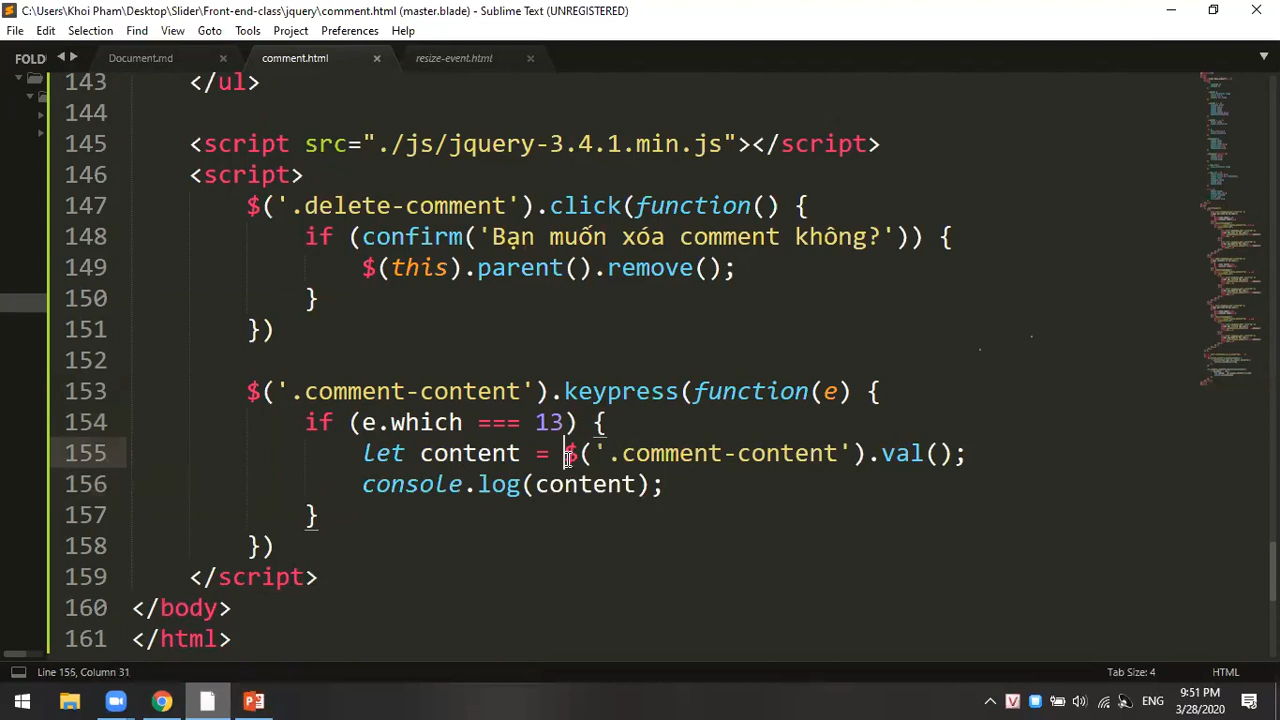 C:\Users\Khoi Pham\Desktop\Slider\Front-end-class\jquery\comment.html (master.blade) - Sublime Text (UNREGISTERED)
File Edit Selection Find View Goto Tools Project Preferences Help
FOLD Document.md comment.html resize-event.html
143 </ul>
144
145 <script src="./js/jquery-3.4.1.min.js"></script>
146 <script>
147 $('.delete-comment').click(function() {
148 if (confirm('Bạn muốn xóa comment không?')) {
149 $(this).parent().remove();
150 }
151 })
152
153 $('.comment-content').keypress(function(e) {
154 if (e.which === 13) {
155 let content = $('.comment-content').val();
156 console.log(content);
157 }
158 })
159 </script>
160 </body>
161 </html>
Line 155, Column 31 Tab Size: 4 HTML
ENG 9:51 PM
3/28/2020